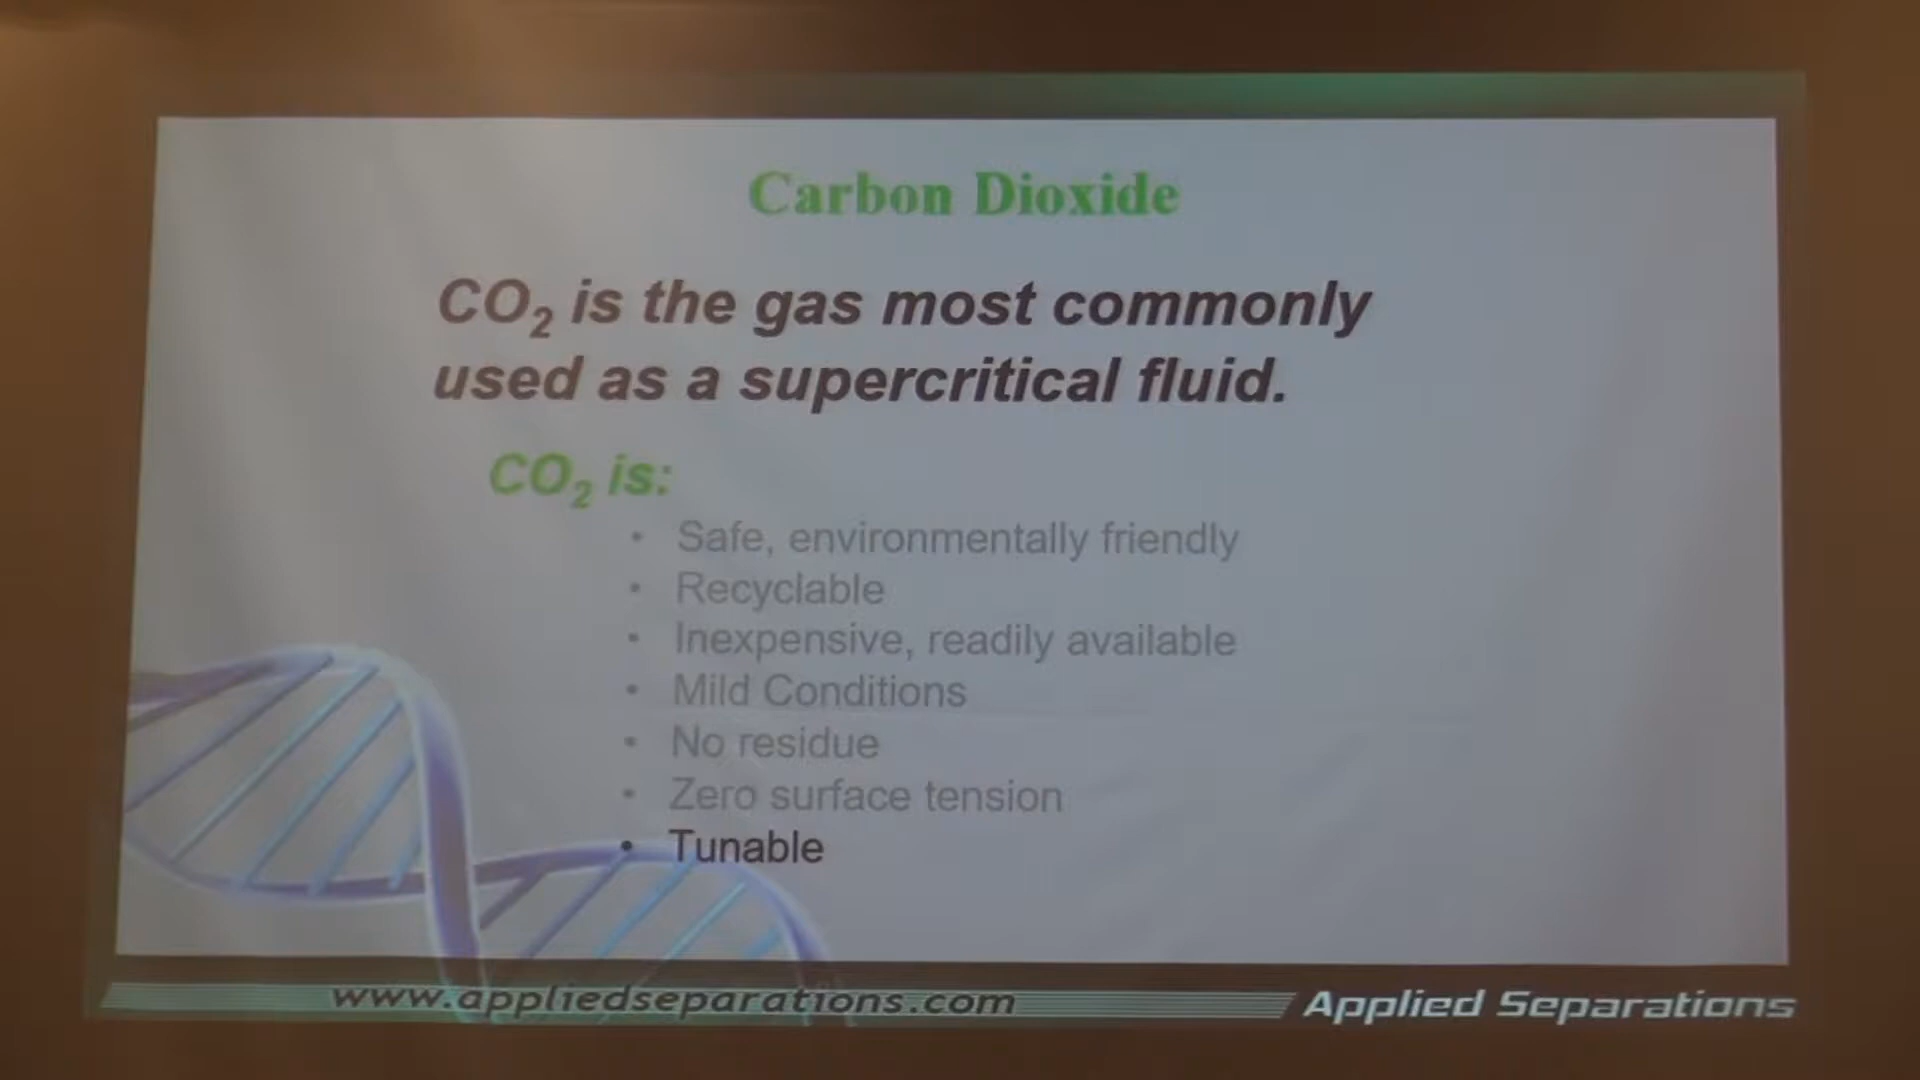 Carbon Dioxide
CO₂ is the gas most commonly
used as a supercritical fluid.
CO₂ is:
• Safe, environmentally friendly
• Recyclable
• Inexpensive, readily available
• Mild Conditions
• No residue
• Zero surface tension
• Tunable
www.appliedseparations.com
Applied Separations